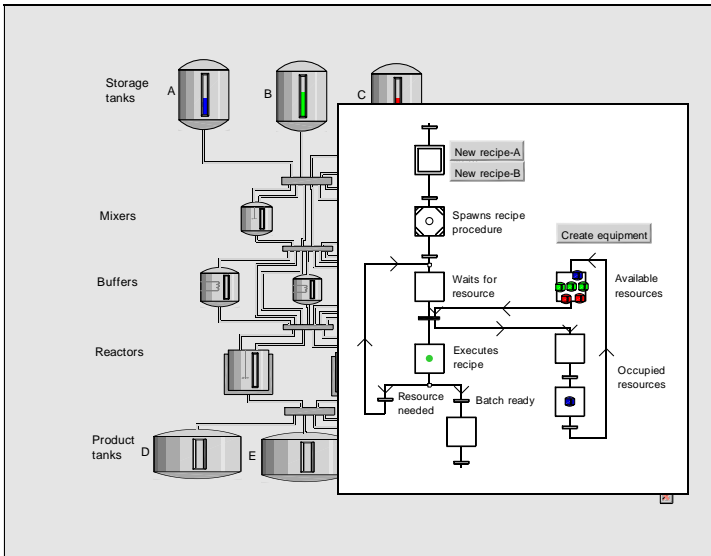 Storage
tanks
A
B
C
New recipe-A
New recipe-B
Mixers
Spawns recipe
procedure
Create equipment
Buffers
Waits for
resource
Available
resources
Reactors
Executes
recipe
Occupied
resources
Resource
needed
Batch ready
Product
tanks
D
E